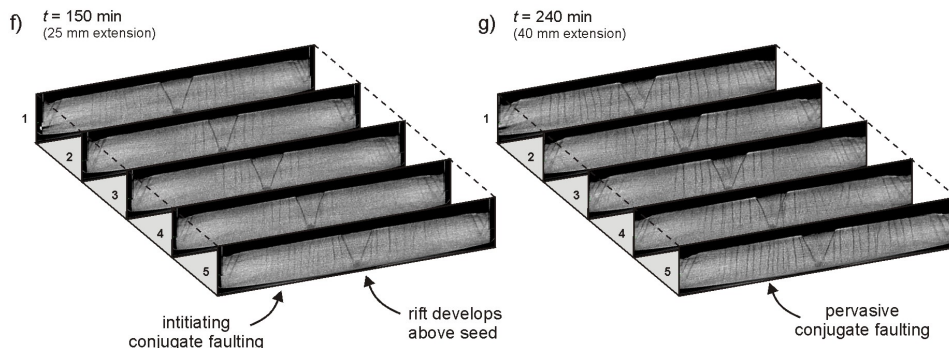 f)
t = 150 min
(25 mm extension)
1
2
3
4
5
intitiating
conjugate faulting
rift develops
above seed
g)
t = 240 min
(40 mm extension)
1
2
3
4
5
pervasive
conjugate faulting